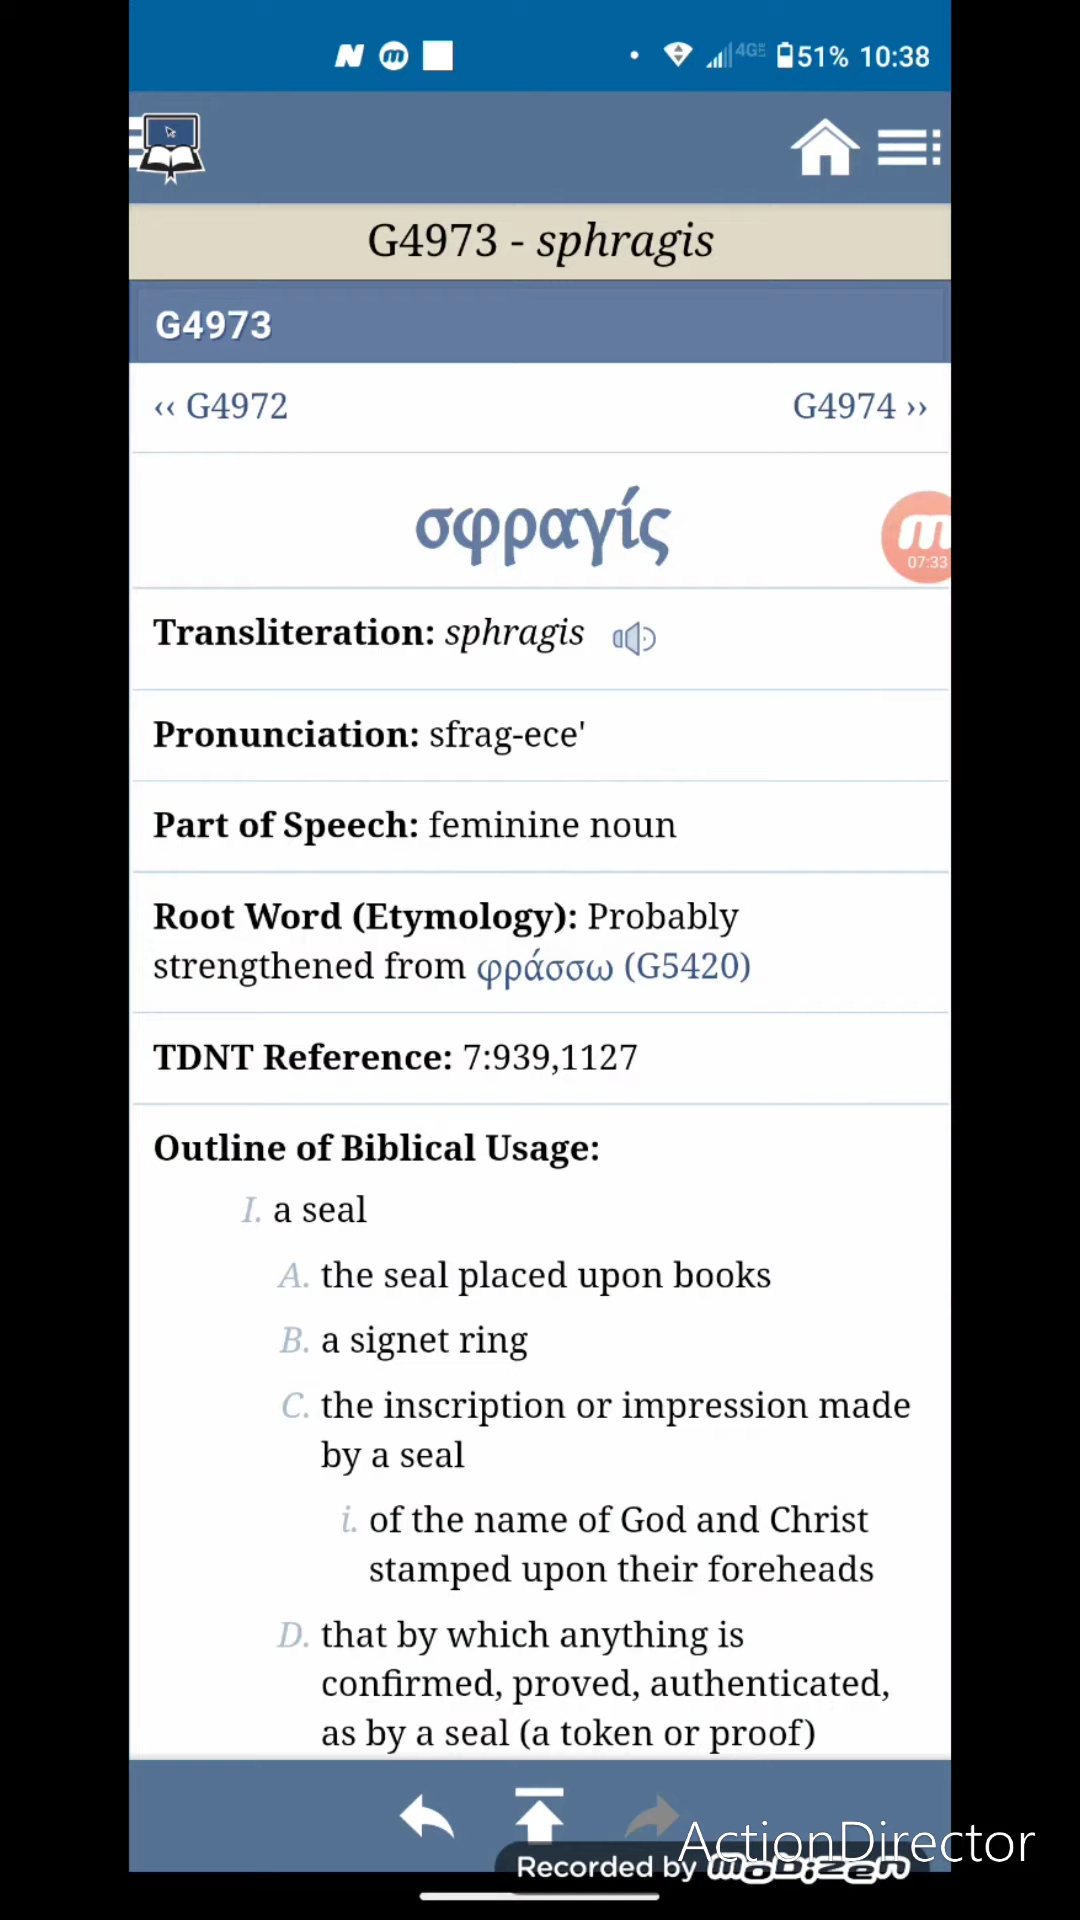 51% 10:38
G4973 - sphragis
G4973
‹‹ G4972 G4974 ››
σφραγίς
m
07:33
Transliteration: sphragis
Pronunciation: sfrag-ece'
Part of Speech: feminine noun
Root Word (Etymology): Probably
strengthened from φράσσω (G5420)
TDNT Reference: 7:939,1127
Outline of Biblical Usage:
I. a seal
A. the seal placed upon books
B. a signet ring
C. the inscription or impression made
by a seal
i. of the name of God and Christ
stamped upon their foreheads
D. that by which anything is
confirmed, proved, authenticated,
as by a seal (a token or proof)
ActionDirector
Recorded by MOBIZEN